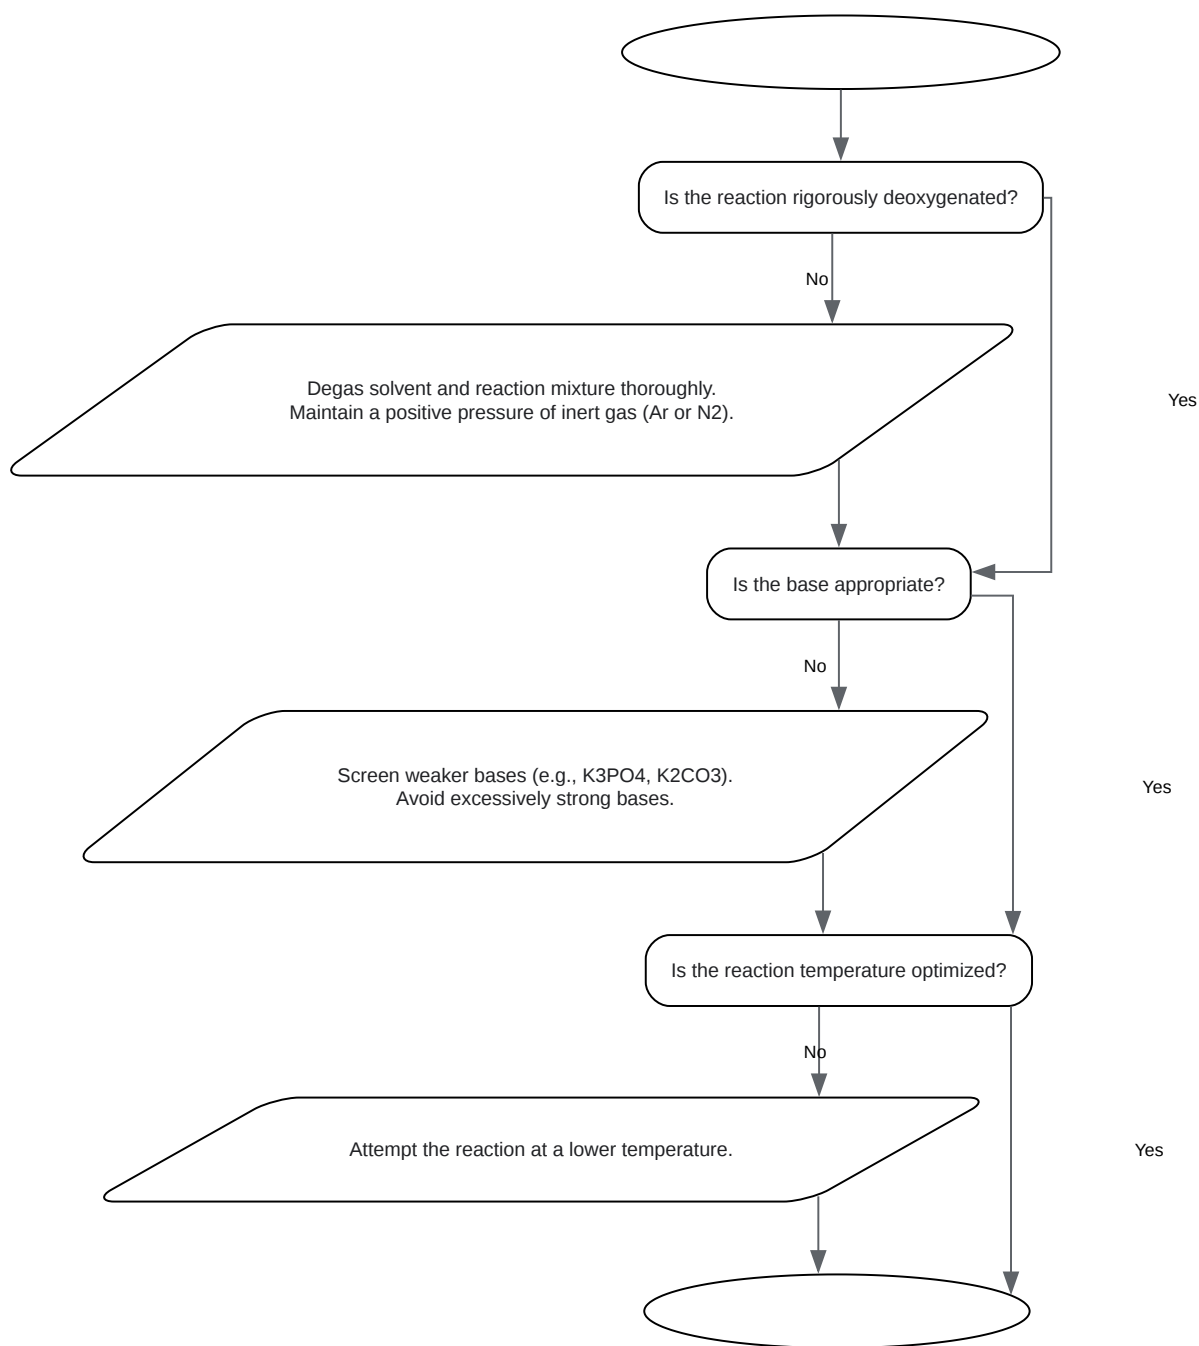 Is the reaction rigorously deoxygenated?
No
Degas solvent and reaction mixture thoroughly.
Maintain a positive pressure of inert gas (Ar or N2).
Yes
Is the base appropriate?
No
Screen weaker bases (e.g., K3PO4, K2CO3).
Avoid excessively strong bases.
Yes
Is the reaction temperature optimized?
No
Attempt the reaction at a lower temperature.
Yes